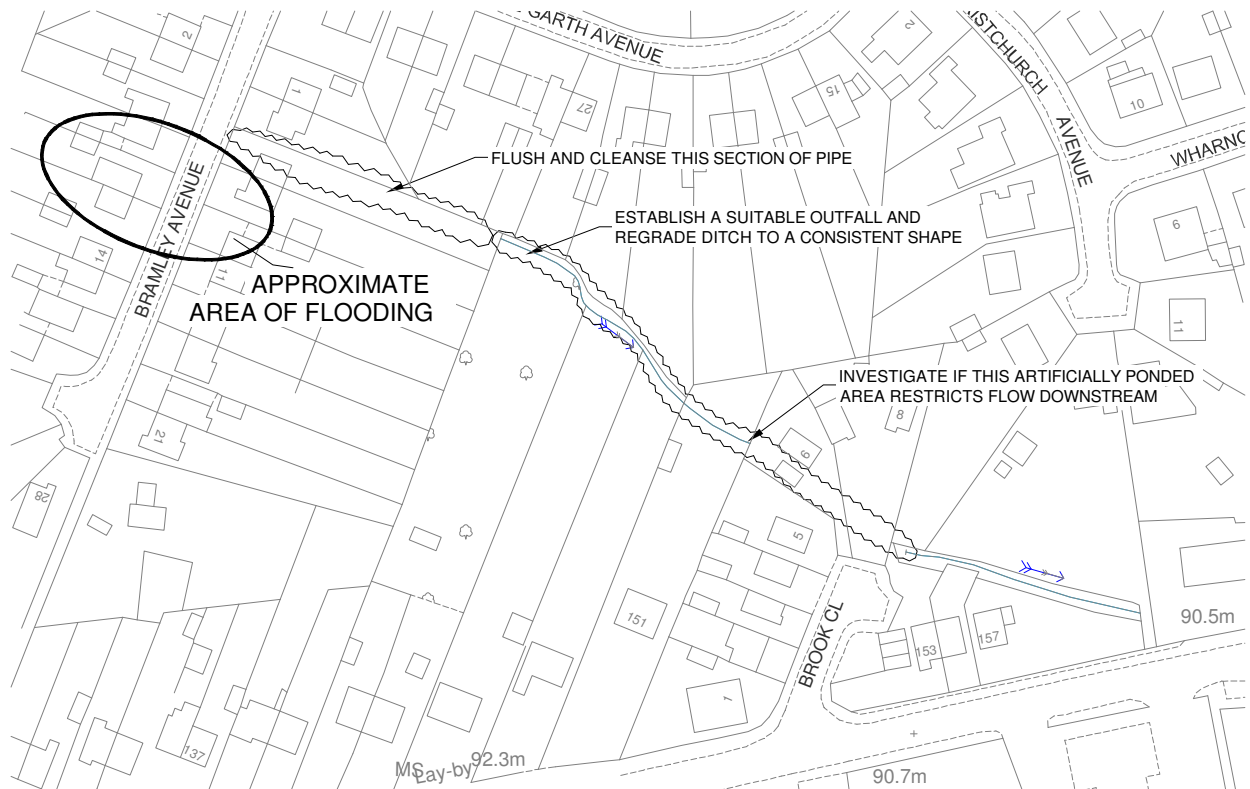 GARTH AVENUE
CHRISTCHURCH
AVENUE
WHARNC
2
2
1
27
15
10
6
FLUSH AND CLEANSE THIS SECTION OF PIPE
ESTABLISH A SUITABLE OUTFALL AND
REGRADE DITCH TO A CONSISTENT SHAPE
BRAMLEY AVENUE
14
11
APPROXIMATE
AREA OF FLOODING
11
INVESTIGATE IF THIS ARTIFICIALLY PONDED
AREA RESTRICTS FLOW DOWNSTREAM
8
6
21
28
5
151
BROOK CL
153
157
90.5m
1
137
MS
Lay-by
92.3m
90.7m